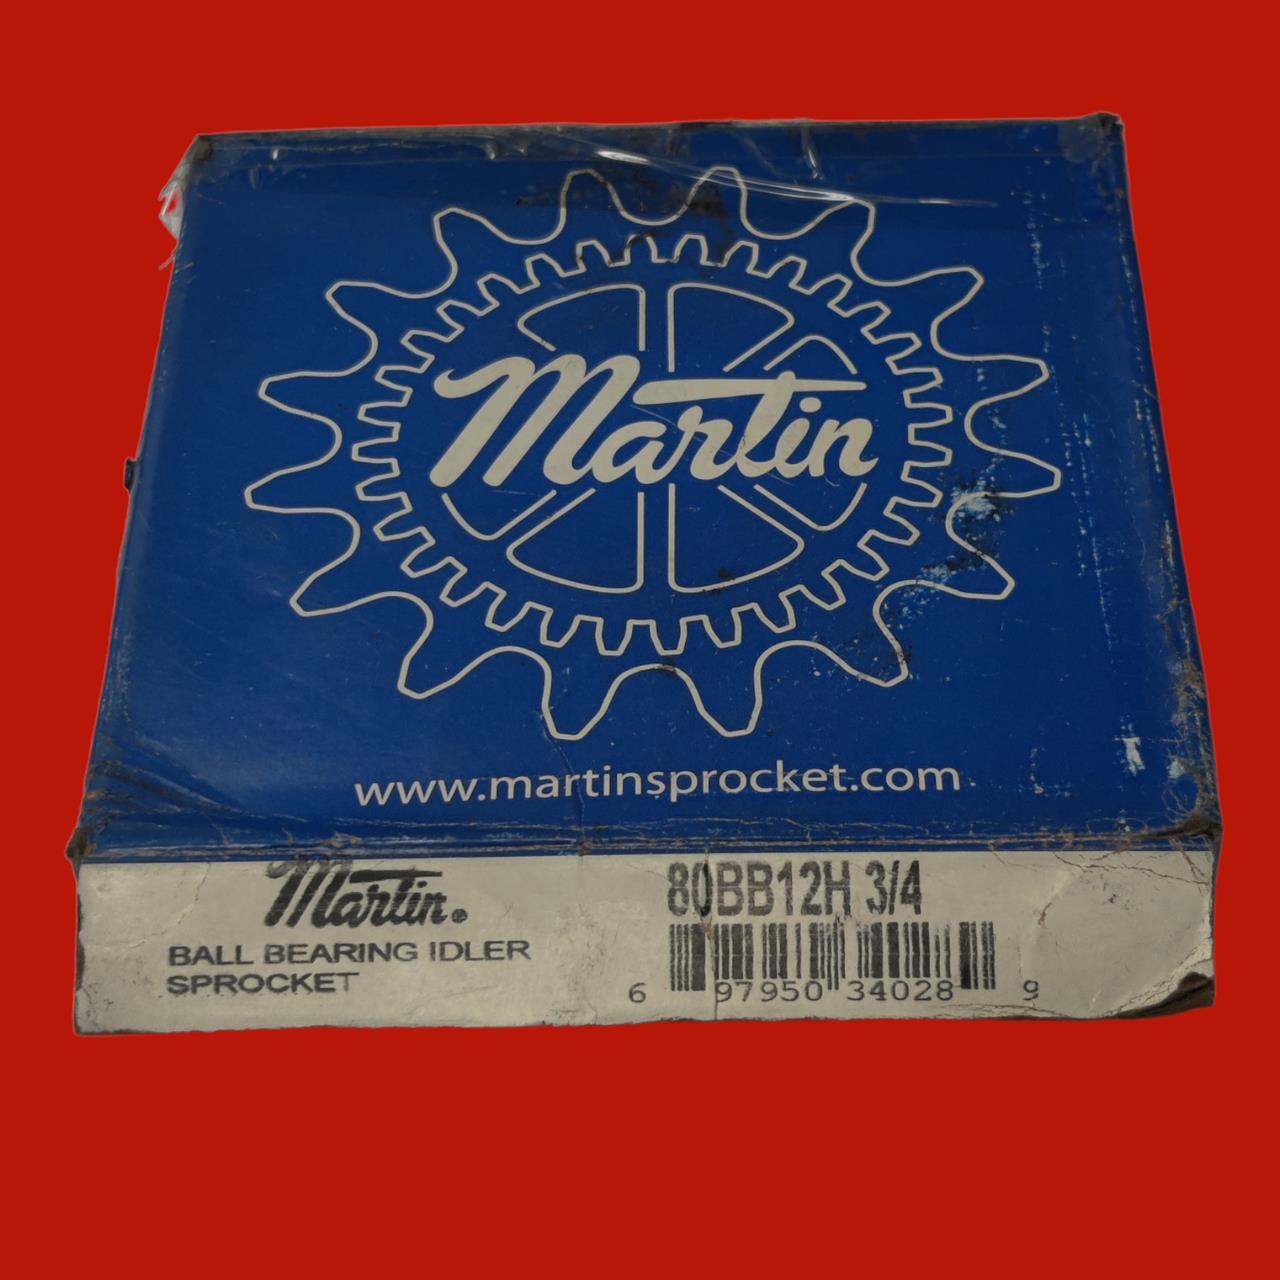 Martin
www.martinsprocket.com
Martin®
BALL BEARING IDLER
SPROCKET
80BB12H 3/4
6 97950 34028 9